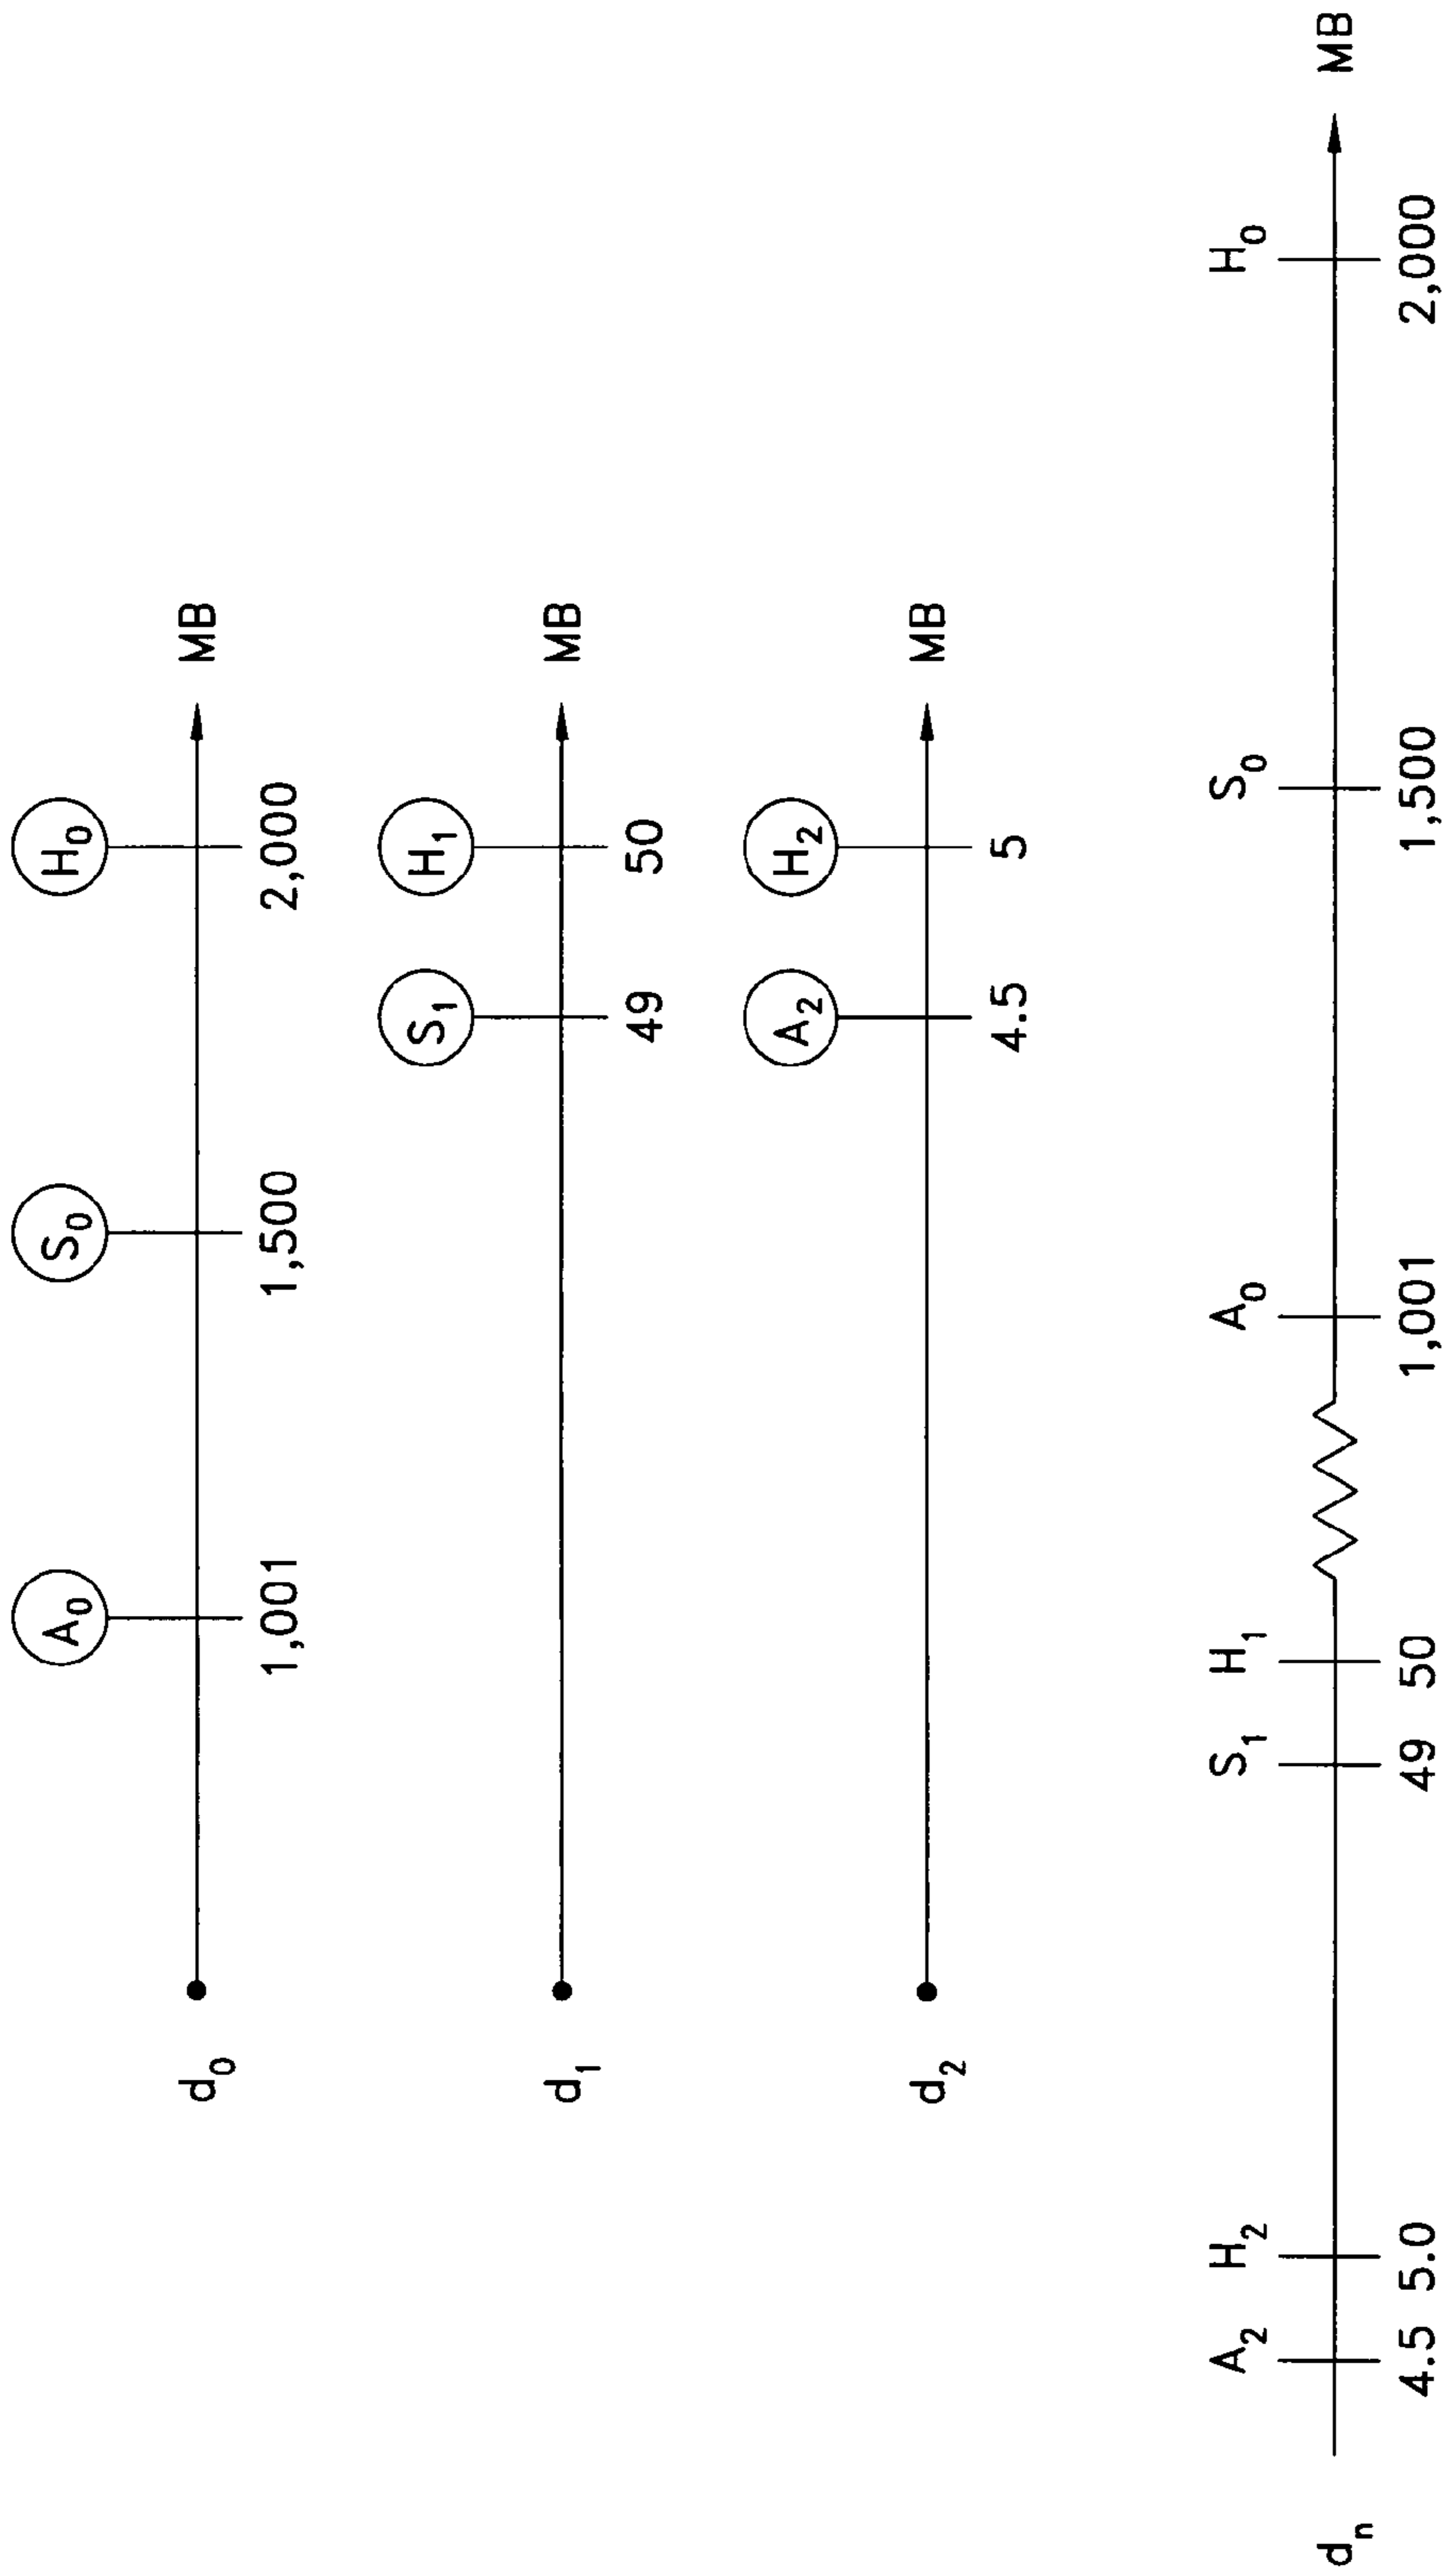 A0 S0 H0
d0 MB
1,001 1,500 2,000
S1 H1
d1 MB
49 50
A2 H2
d2 MB
4.5 5
A2 H2 S1 H1 A0 S0 H0
dn MB
4.5 5.0 49 50 1,001 1,500 2,000